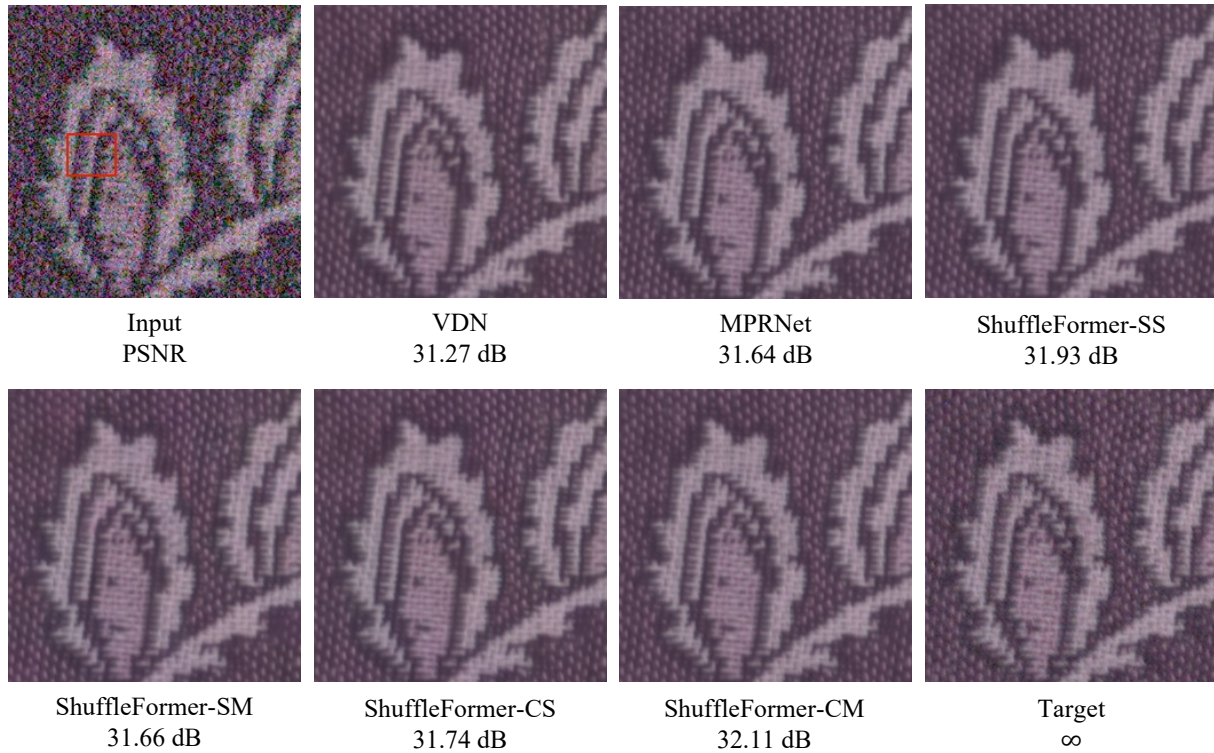 Input
PSNR
VDN
31.27 dB
MPRNet
31.64 dB
ShuffleFormer-SS
31.93 dB
ShuffleFormer-SM
31.66 dB
ShuffleFormer-CS
31.74 dB
ShuffleFormer-CM
32.11 dB
Target
∞